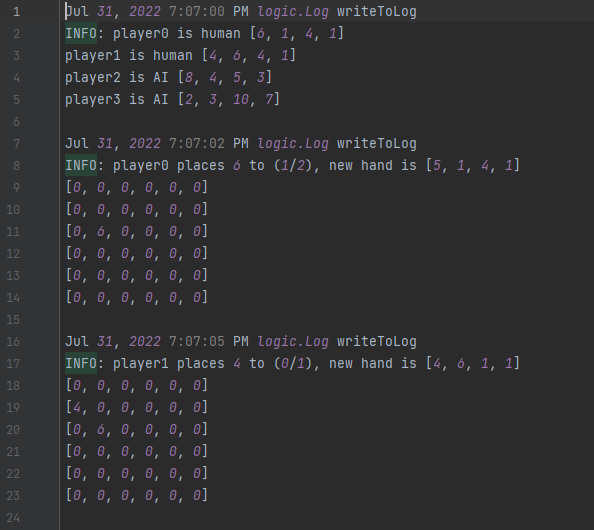 1 Jul 31, 2022 7:07:00 PM logic.Log writeToLog
2 INFO: player0 is human [6, 1, 4, 1]
3 player1 is human [4, 6, 4, 1]
4 player2 is AI [8, 4, 5, 3]
5 player3 is AI [2, 3, 10, 7]
6
7 Jul 31, 2022 7:07:02 PM logic.Log writeToLog
8 INFO: player0 places 6 to (1/2), new hand is [5, 1, 4, 1]
9 [0, 0, 0, 0, 0, 0]
10 [0, 0, 0, 0, 0, 0]
11 [0, 6, 0, 0, 0, 0]
12 [0, 0, 0, 0, 0, 0]
13 [0, 0, 0, 0, 0, 0]
14 [0, 0, 0, 0, 0, 0]
15
16 Jul 31, 2022 7:07:05 PM logic.Log writeToLog
17 INFO: player1 places 4 to (0/1), new hand is [4, 6, 1, 1]
18 [0, 0, 0, 0, 0, 0]
19 [4, 0, 0, 0, 0, 0]
20 [0, 6, 0, 0, 0, 0]
21 [0, 0, 0, 0, 0, 0]
22 [0, 0, 0, 0, 0, 0]
23 [0, 0, 0, 0, 0, 0]
24